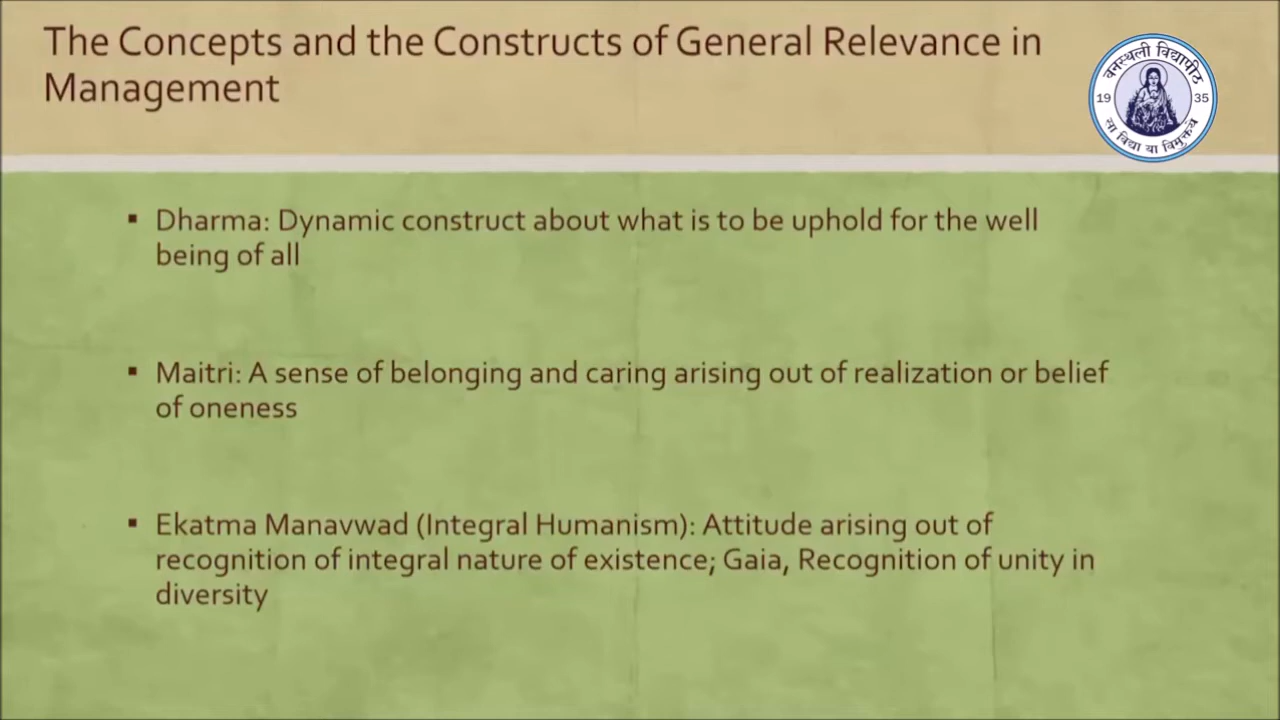 The Concepts and the Constructs of General Relevance in
Management
वनस्थली विद्यापीठ
19 35
सा विद्या या विमुक्तये
▪ Dharma: Dynamic construct about what is to be uphold for the well
being of all
▪ Maitri: A sense of belonging and caring arising out of realization or belief
of oneness
▪ Ekatma Manavwad (Integral Humanism): Attitude arising out of
recognition of integral nature of existence; Gaia, Recognition of unity in
diversity